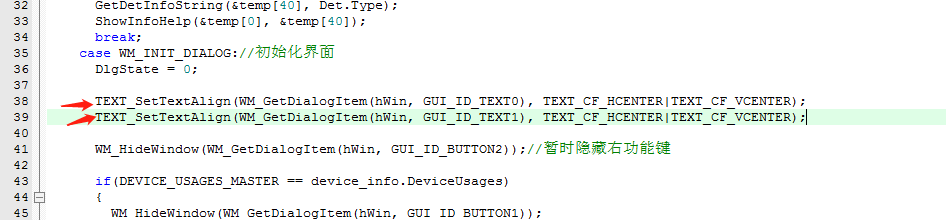 32 GetDetInfoString(&temp[40], Det.Type);
33 ShowInfoHelp(&temp[0], &temp[40]);
34 break;
35 case WM_INIT_DIALOG://初始化界面
36 DlgState = 0;
37
38 TEXT_SetTextAlign(WM_GetDialogItem(hWin, GUI_ID_TEXT0), TEXT_CF_HCENTER|TEXT_CF_VCENTER);
39 TEXT_SetTextAlign(WM_GetDialogItem(hWin, GUI_ID_TEXT1), TEXT_CF_HCENTER|TEXT_CF_VCENTER);
40
41 WM_HideWindow(WM_GetDialogItem(hWin, GUI_ID_BUTTON2));//暂时隐藏右功能键
42
43 if(DEVICE_USAGES_MASTER == device_info.DeviceUsages)
44 {
45 WM_HideWindow(WM_GetDialogItem(hWin, GUI_ID_BUTTON1));